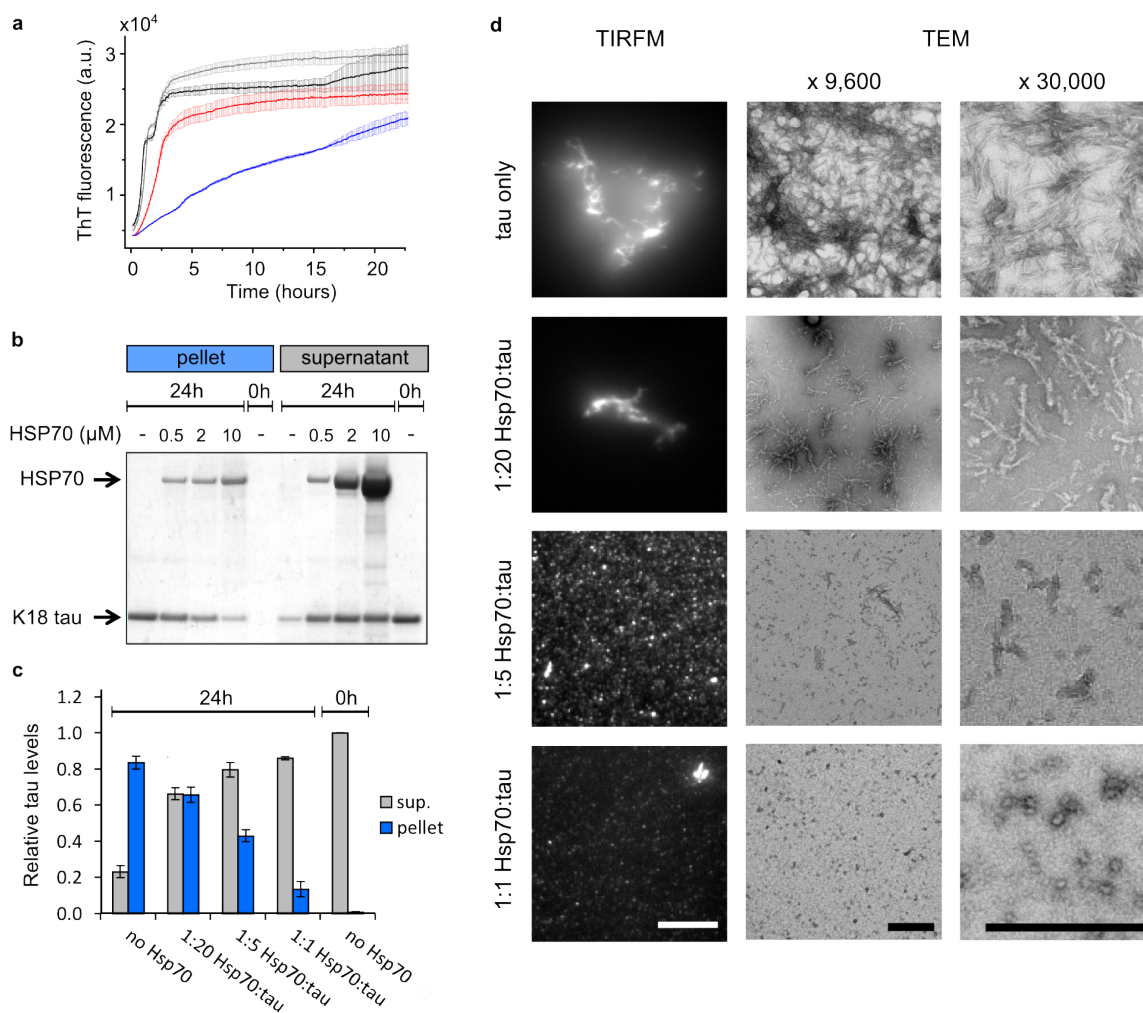 a
x10⁴
ThT fluorescence (a.u.)
3
2
1
0 5 10 15 20
Time (hours)
b
pellet supernatant
24h 0h 24h 0h
HSP70 (µM) - 0.5 2 10 - - 0.5 2 10 -
HSP70
K18 tau
c
Relative tau levels
1.2
1.0
0.8
0.6
0.4
0.2
0.0
24h 0h
sup.
pellet
no Hsp70
1:20 Hsp70:tau
1:5 Hsp70:tau
1:1 Hsp70:tau
no Hsp70
d
TIRFM TEM
x 9,600 x 30,000
tau only
1:20 Hsp70:tau
1:5 Hsp70:tau
1:1 Hsp70:tau